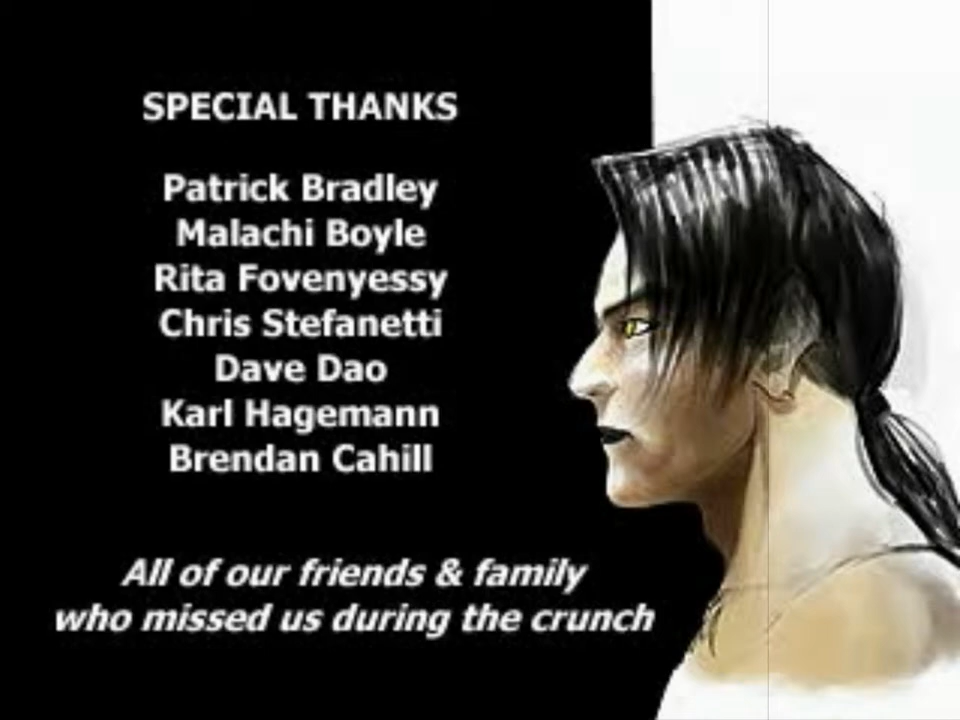 SPECIAL THANKS
Patrick Bradley
Malachi Boyle
Rita Fovenyessy
Chris Stefanetti
Dave Dao
Karl Hagemann
Brendan Cahill
All of our friends & family
who missed us during the crunch